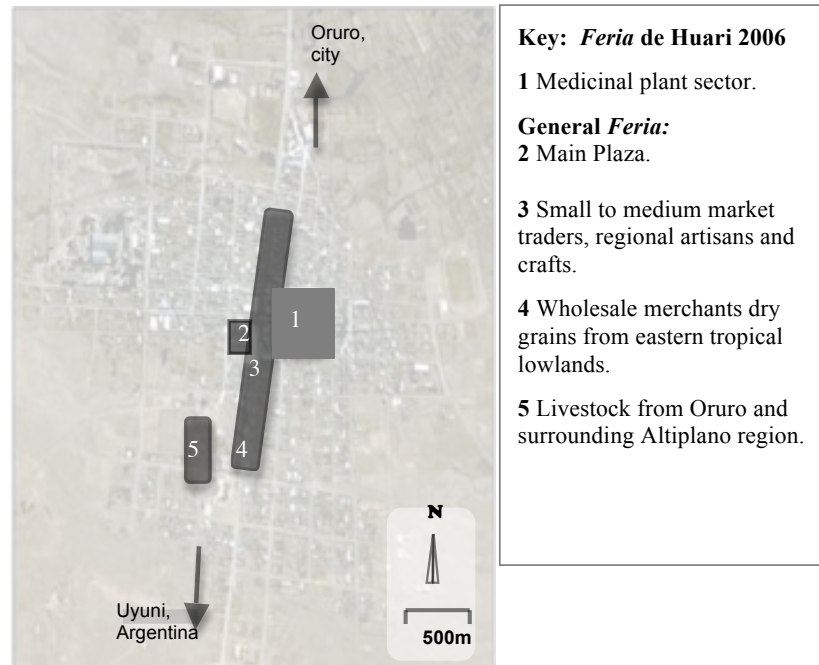 Oruro,
city
1
2
3
4
5
Uyuni,
Argentina
N
500m
Key: Feria de Huari 2006
1 Medicinal plant sector.
General Feria:
2 Main Plaza.
3 Small to medium market
traders, regional artisans and
crafts.
4 Wholesale merchants dry
grains from eastern tropical
lowlands.
5 Livestock from Oruro and
surrounding Altiplano region.